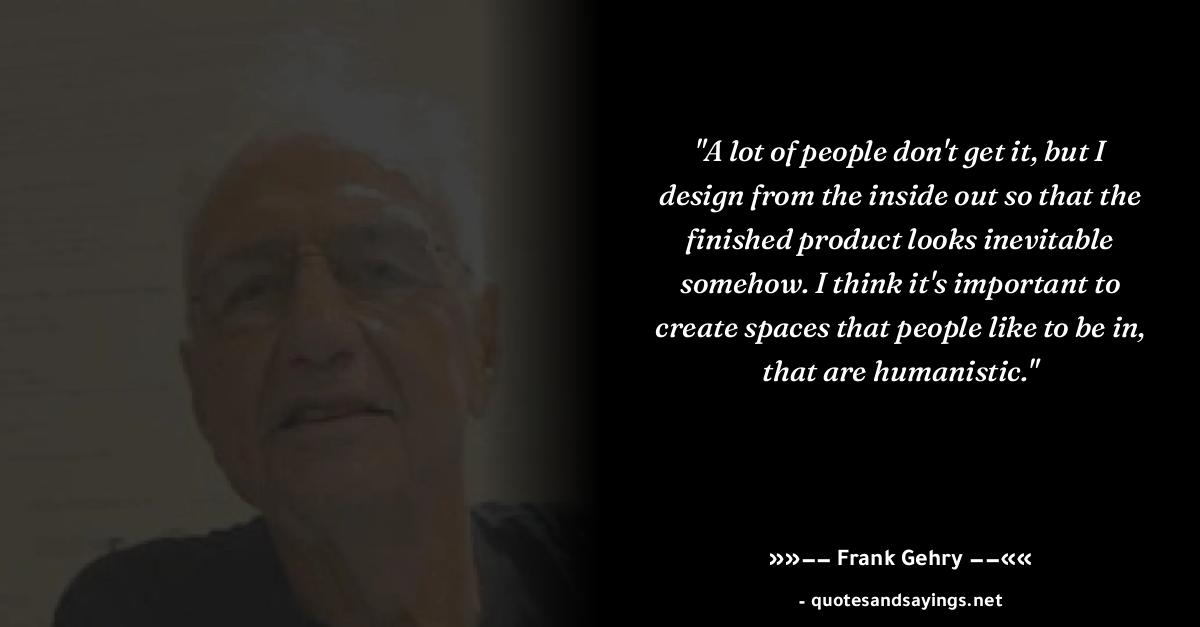 "A lot of people don't get it, but I
design from the inside out so that the
finished product looks inevitable
somehow. I think it's important to
create spaces that people like to be in,
that are humanistic."
»»−− Frank Gehry −−««
- quotesandsayings.net